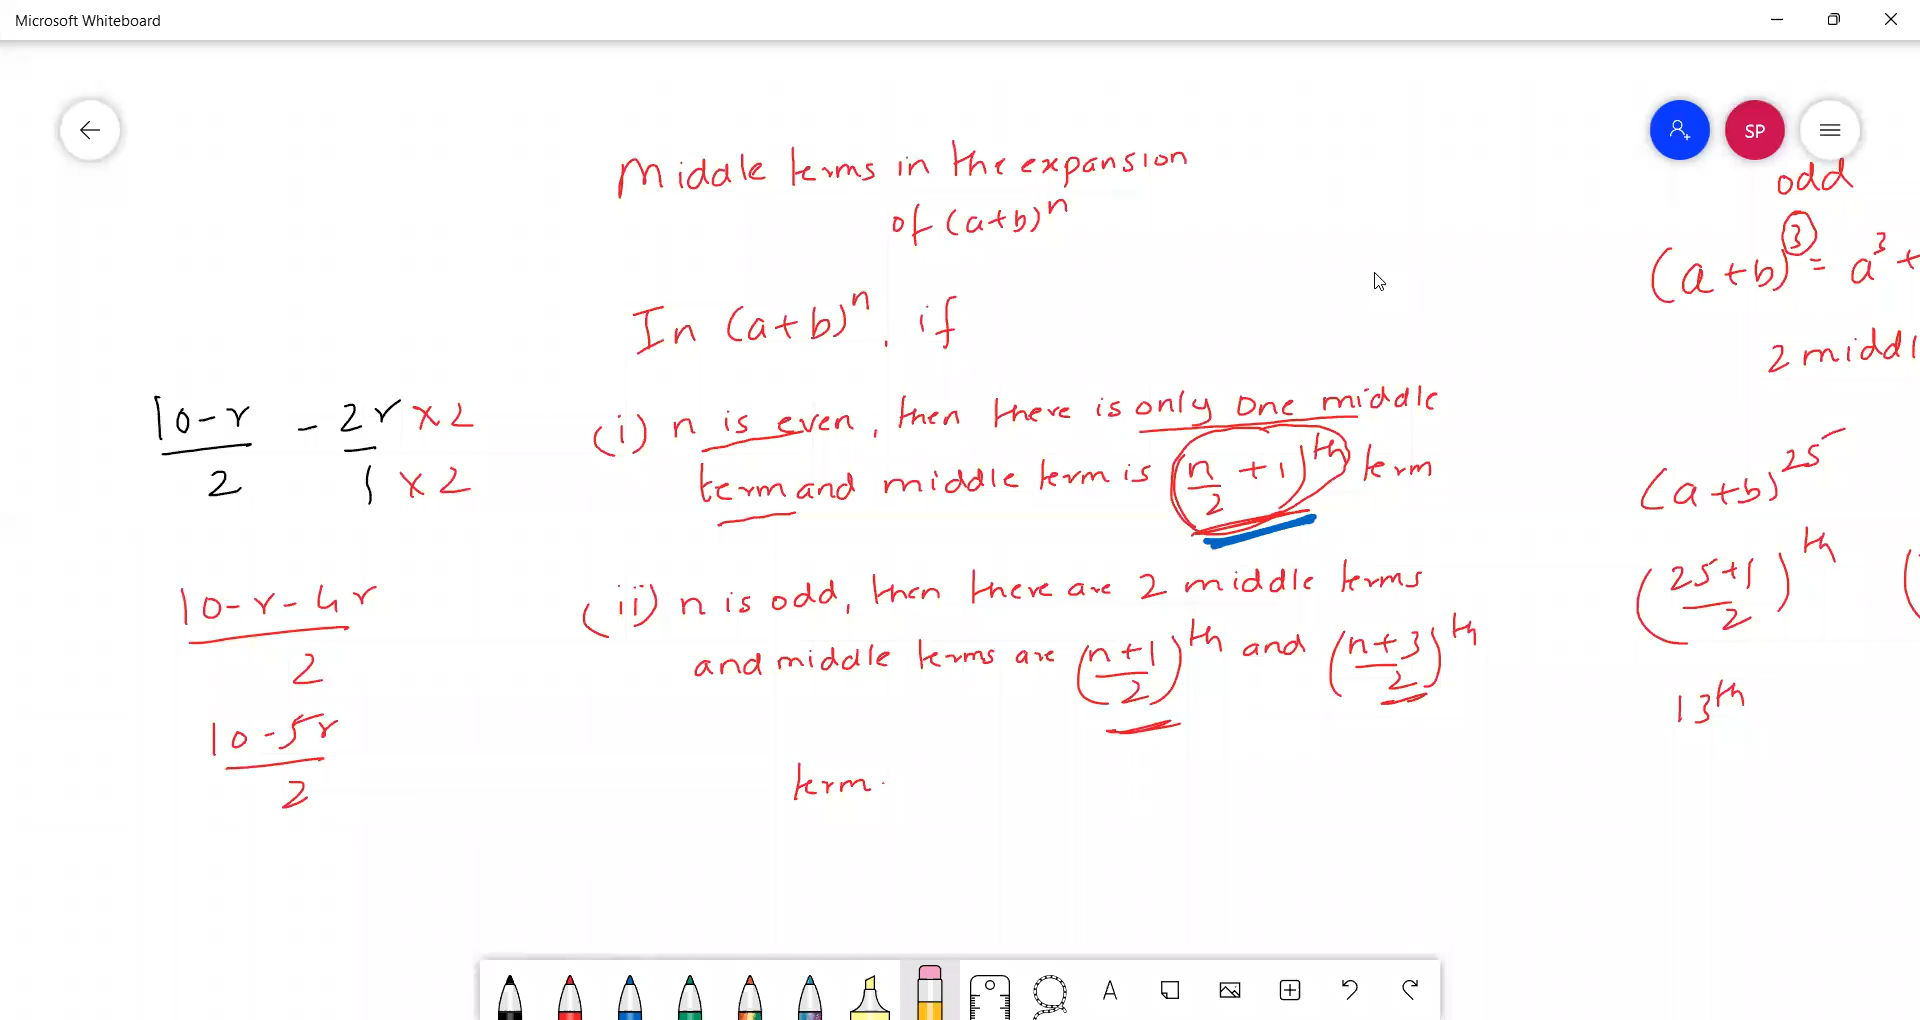 Microsoft Whiteboard
SP
Middle terms in the expansion
of (a+b)^n
In (a+b)^n, if
(i) n is even, then there is only one middle
term and middle term is (n/2 + 1)^th term
(ii) n is odd, then there are 2 middle terms
and middle terms are ((n+1)/2)^th and ((n+3)/2)^th
term.
(10-r)/2 - 2r/1 ×2 ×2
(10-r-4r)/2
(10-5r)/2
odd
(a+b)^3 = a^3 +
2 middl
(a+b)^25
((25+1)/2)^th (
13^th
A